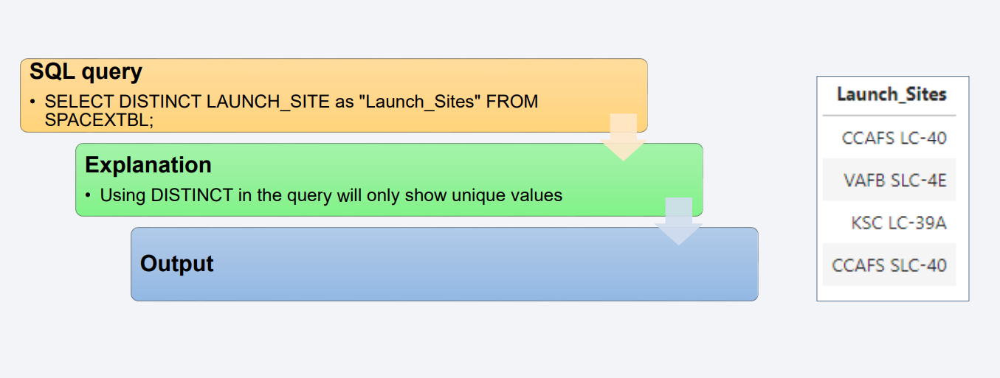 SQL query
• SELECT DISTINCT LAUNCH_SITE as "Launch_Sites" FROM
SPACEXTBL;
Explanation
• Using DISTINCT in the query will only show unique values
Output
Launch_Sites
CCAFS LC-40
VAFB SLC-4E
KSC LC-39A
CCAFS SLC-40